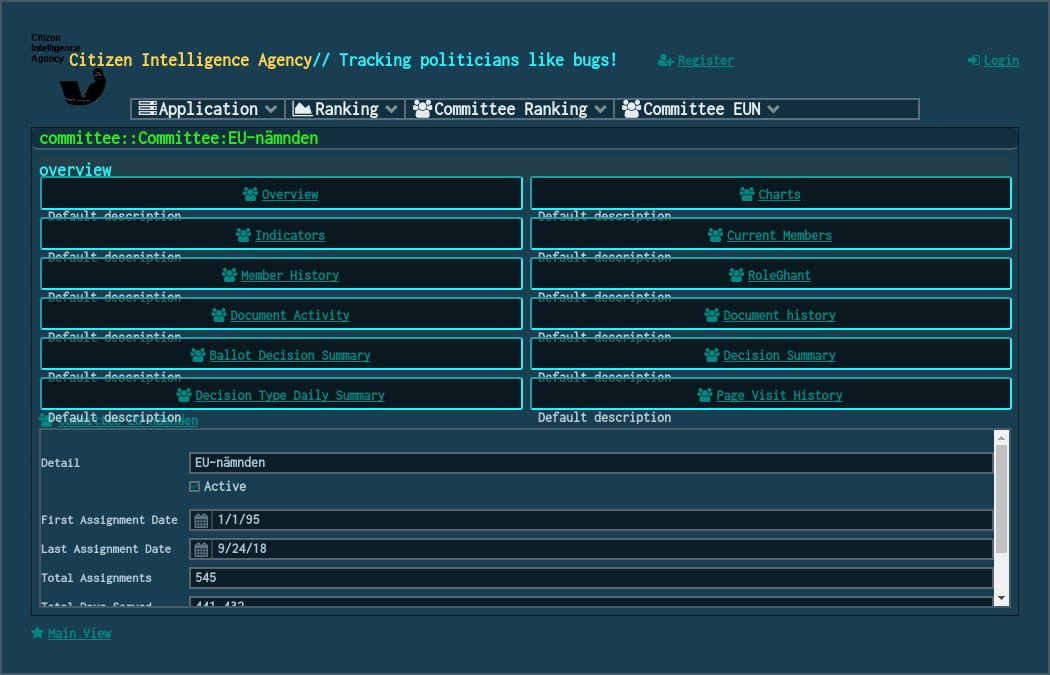 Citizen
Intelligence
Agency
Citizen Intelligence Agency// Tracking politicians like bugs!
Register
Login
Application
Ranking
Committee Ranking
Committee EUN
committee::Committee:EU-nämnden
overview
Overview
Charts
Default description
Default description
Indicators
Current Members
Default description
Default description
Member History
RoleGhant
Default description
Default description
Document Activity
Document history
Default description
Default description
Ballot Decision Summary
Decision Summary
Default description
Default description
Decision Type Daily Summary
Page Visit History
Default description
Default description
Committee EU-nämnden
Detail
EU-nämnden
Active
First Assignment Date
1/1/95
Last Assignment Date
9/24/18
Total Assignments
545
Total Days Served
441,432
Main View